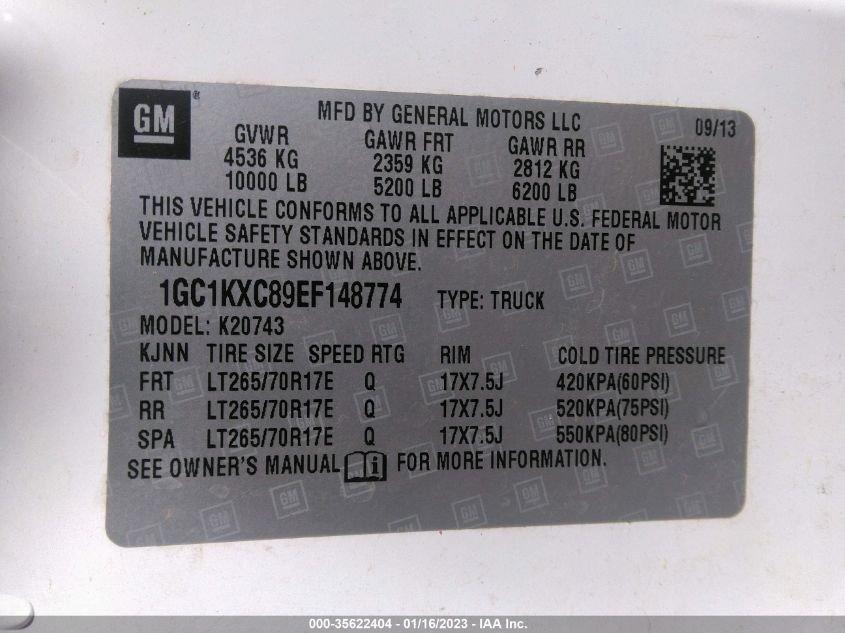 GM ®
MFD BY GENERAL MOTORS LLC 09/13
GVWR GAWR FRT GAWR RR
4536 KG 2359 KG 2812 KG
10000 LB 5200 LB 6200 LB
THIS VEHICLE CONFORMS TO ALL APPLICABLE U.S. FEDERAL MOTOR
VEHICLE SAFETY STANDARDS IN EFFECT ON THE DATE OF
MANUFACTURE SHOWN ABOVE.
1GC1KXC89EF148774 TYPE: TRUCK
MODEL: K20743
KJNN TIRE SIZE SPEED RTG RIM COLD TIRE PRESSURE
FRT LT265/70R17E Q 17X7.5J 420KPA(60PSI)
RR LT265/70R17E Q 17X7.5J 520KPA(75PSI)
SPA LT265/70R17E Q 17X7.5J 550KPA(80PSI)
SEE OWNER'S MANUAL FOR MORE INFORMATION.
000-35622404 - 01/16/2023 - IAA Inc.